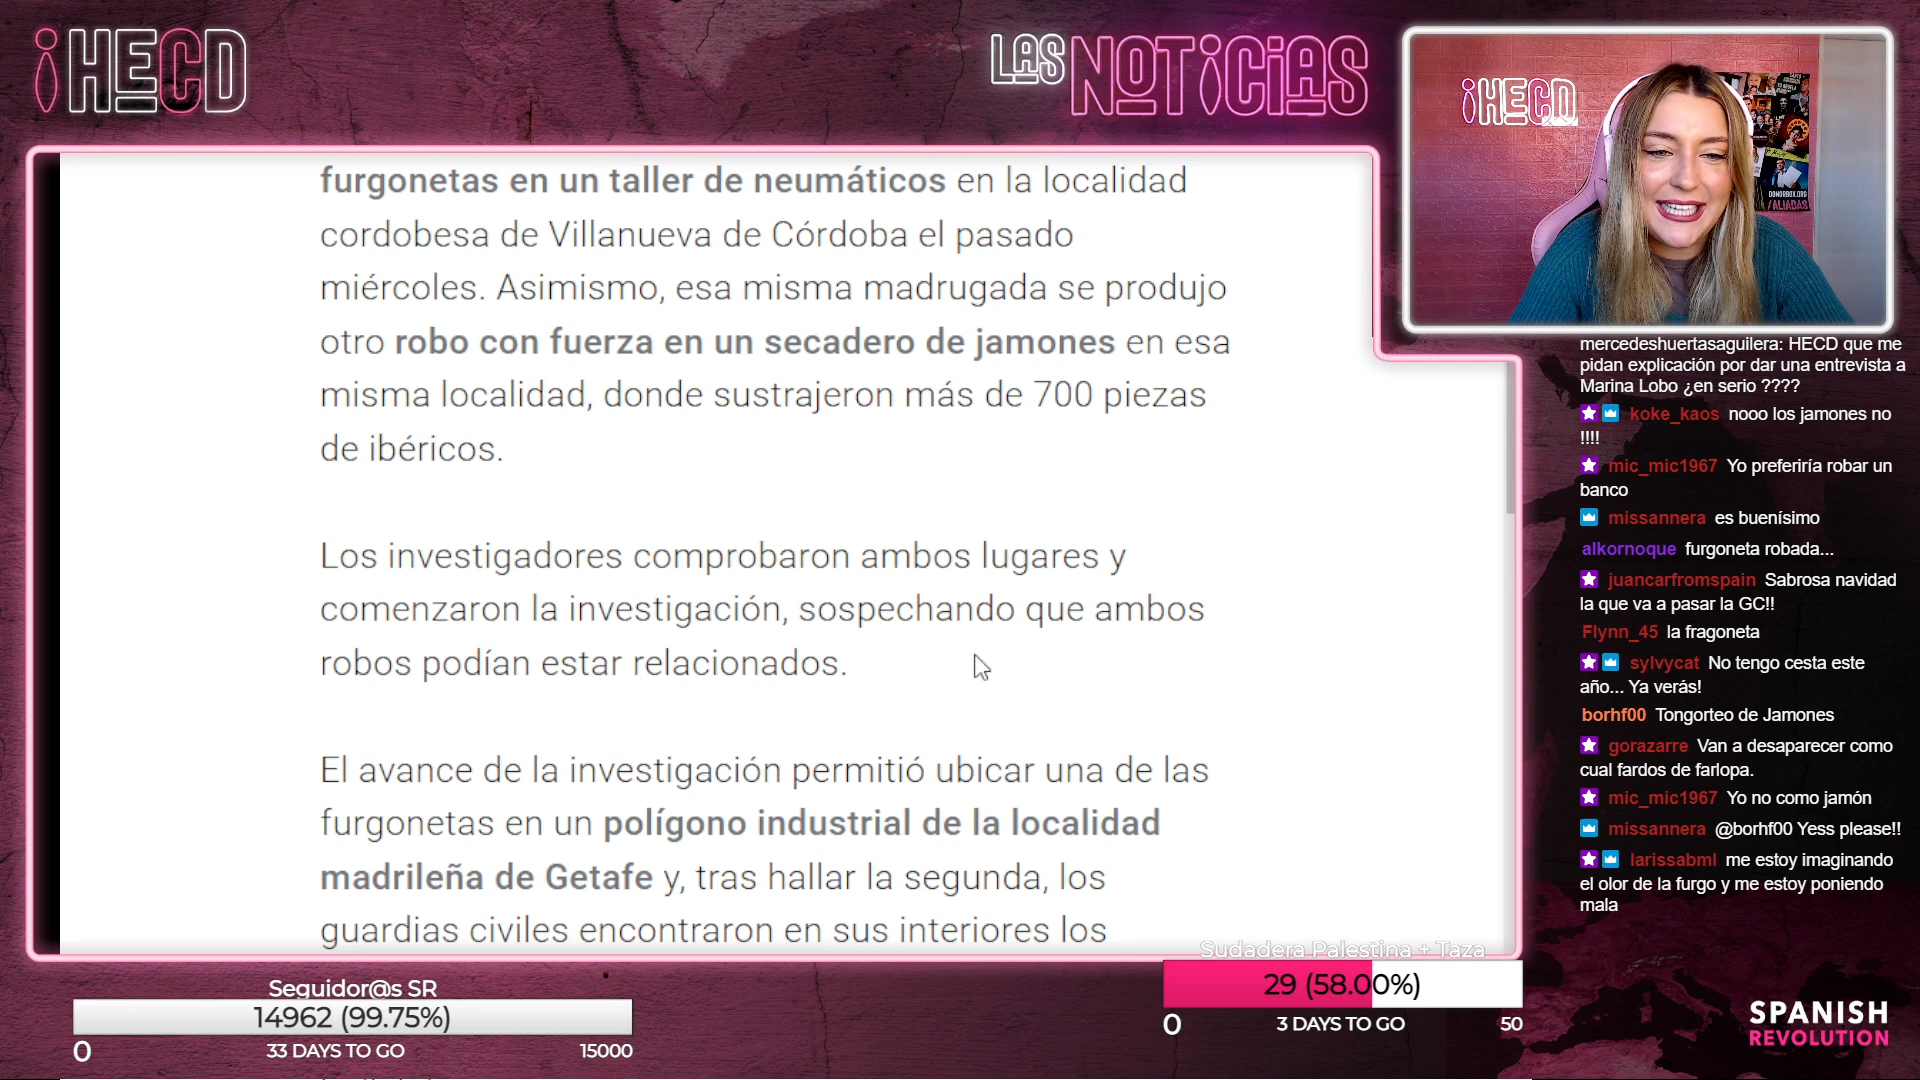 ¡HECD
LAS NOTiCiAS
¡HECD
DONORBOX.ORG
/ALIADAS
furgonetas en un taller de neumáticos en la localidad
cordobesa de Villanueva de Córdoba el pasado
miércoles. Asimismo, esa misma madrugada se produjo
otro robo con fuerza en un secadero de jamones en esa
misma localidad, donde sustrajeron más de 700 piezas
de ibéricos.
Los investigadores comprobaron ambos lugares y
comenzaron la investigación, sospechando que ambos
robos podían estar relacionados.
El avance de la investigación permitió ubicar una de las
furgonetas en un polígono industrial de la localidad
madrileña de Getafe y, tras hallar la segunda, los
guardias civiles encontraron en sus interiores los
mercedeshuertasaguilera: HECD que me
pidan explicación por dar una entrevista a
Marina Lobo ¿en serio ????
koke_kaos nooo los jamones no
!!!!
mic_mic1967 Yo preferiría robar un
banco
missannera es buenísimo
alkornoque furgoneta robada...
juancarfromspain Sabrosa navidad
la que va a pasar la GC!!
Flynn_45 la fragoneta
sylvycat No tengo cesta este
año... Ya verás!
borhf00 Tongorteo de Jamones
gorazarre Van a desaparecer como
cual fardos de farlopa.
mic_mic1967 Yo no como jamón
missannera @borhf00 Yess please!!
larissabml me estoy imaginando
el olor de la furgo y me estoy poniendo
mala
Seguidor@s SR
14962 (99.75%)
0 33 DAYS TO GO 15000
Sudadera Palestina + Taza
29 (58.00%)
0 3 DAYS TO GO 50
SPANISH
REVOLUTION